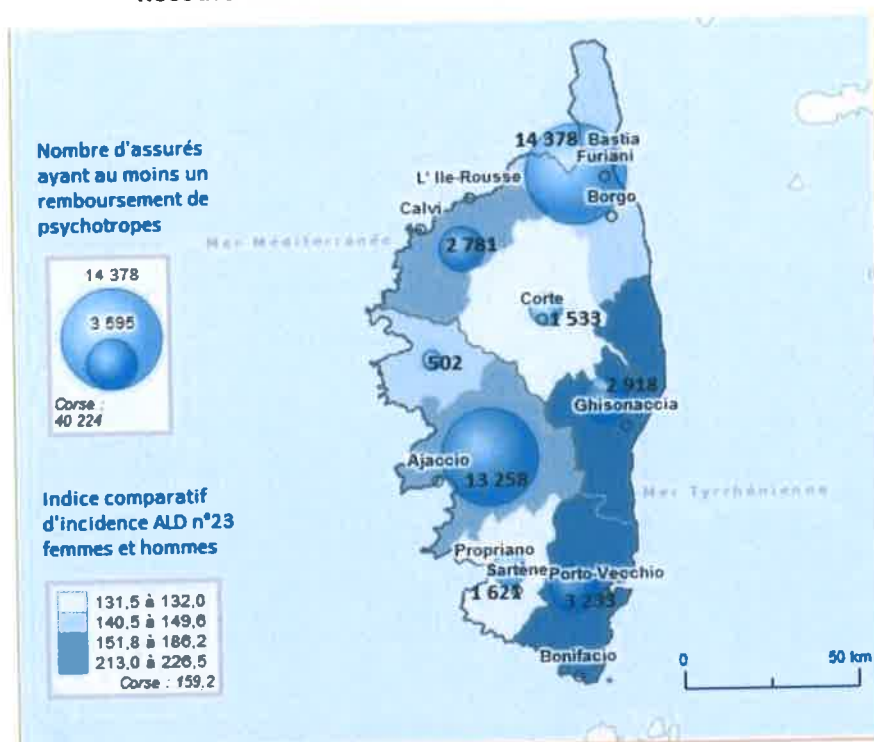 Nombre d'assurés
ayant au moins un
remboursement de
psychotropes
14 378
3 595
Corse :
40 224
Indice comparatif
d'incidence ALD n°23
femmes et hommes
131,5 à 132,0
140,5 à 149,6
151,8 à 186,2
213,0 à 226,5
Corse : 159,2
14 378 Bastia
Furiani
L' Ile-Rousse
Borgo
Calvi
Mer Méditerranée
2 781
Corte
1 533
502
2 918
Ghisonaccia
Ajaccio
13 258
Mer Tyrrhénienne
Propriano
Sartène Porto-Vecchio
1 621
3 233
Bonifacio
0 50 km